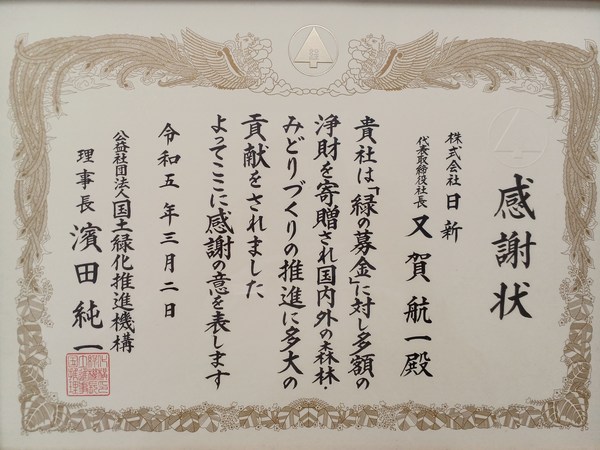 感謝状
株式会社 日新
代表取締役社長 又賀航一殿
貴社は「緑の募金」に対し多額の
浄財を寄贈され国内外の森林・
みどりづくりの推進に多大の
貢献をされました
よってここに感謝の意を表します
令和五年三月二日
公益社団法人国土緑化推進機構
理事長 濱田純一